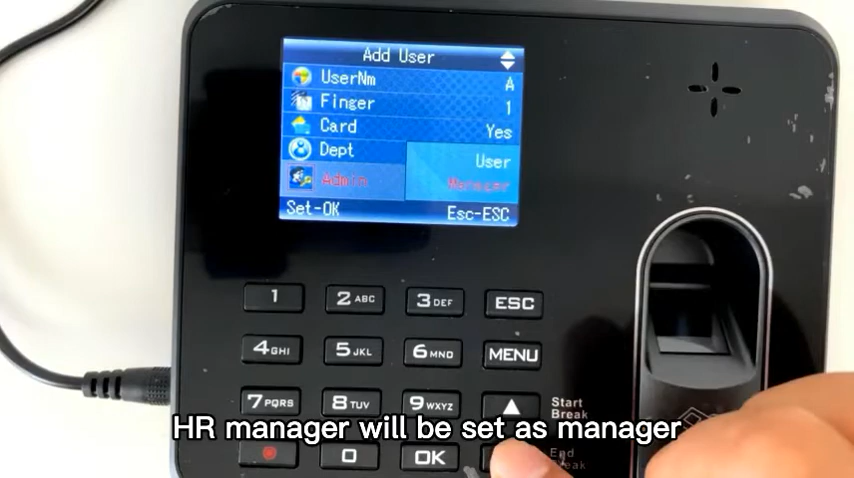 Add User
UserNm A
Finger 1
Card Yes
Dept
User
Admin
Manager
Set-OK Esc-ESC
1 2 ABC 3 DEF ESC
4 GHI 5 JKL 6 MNO MENU
7 PQRS 8 TUV 9 WXYZ
Start
Break
HR manager will be set as manager
0 OK
End
Break